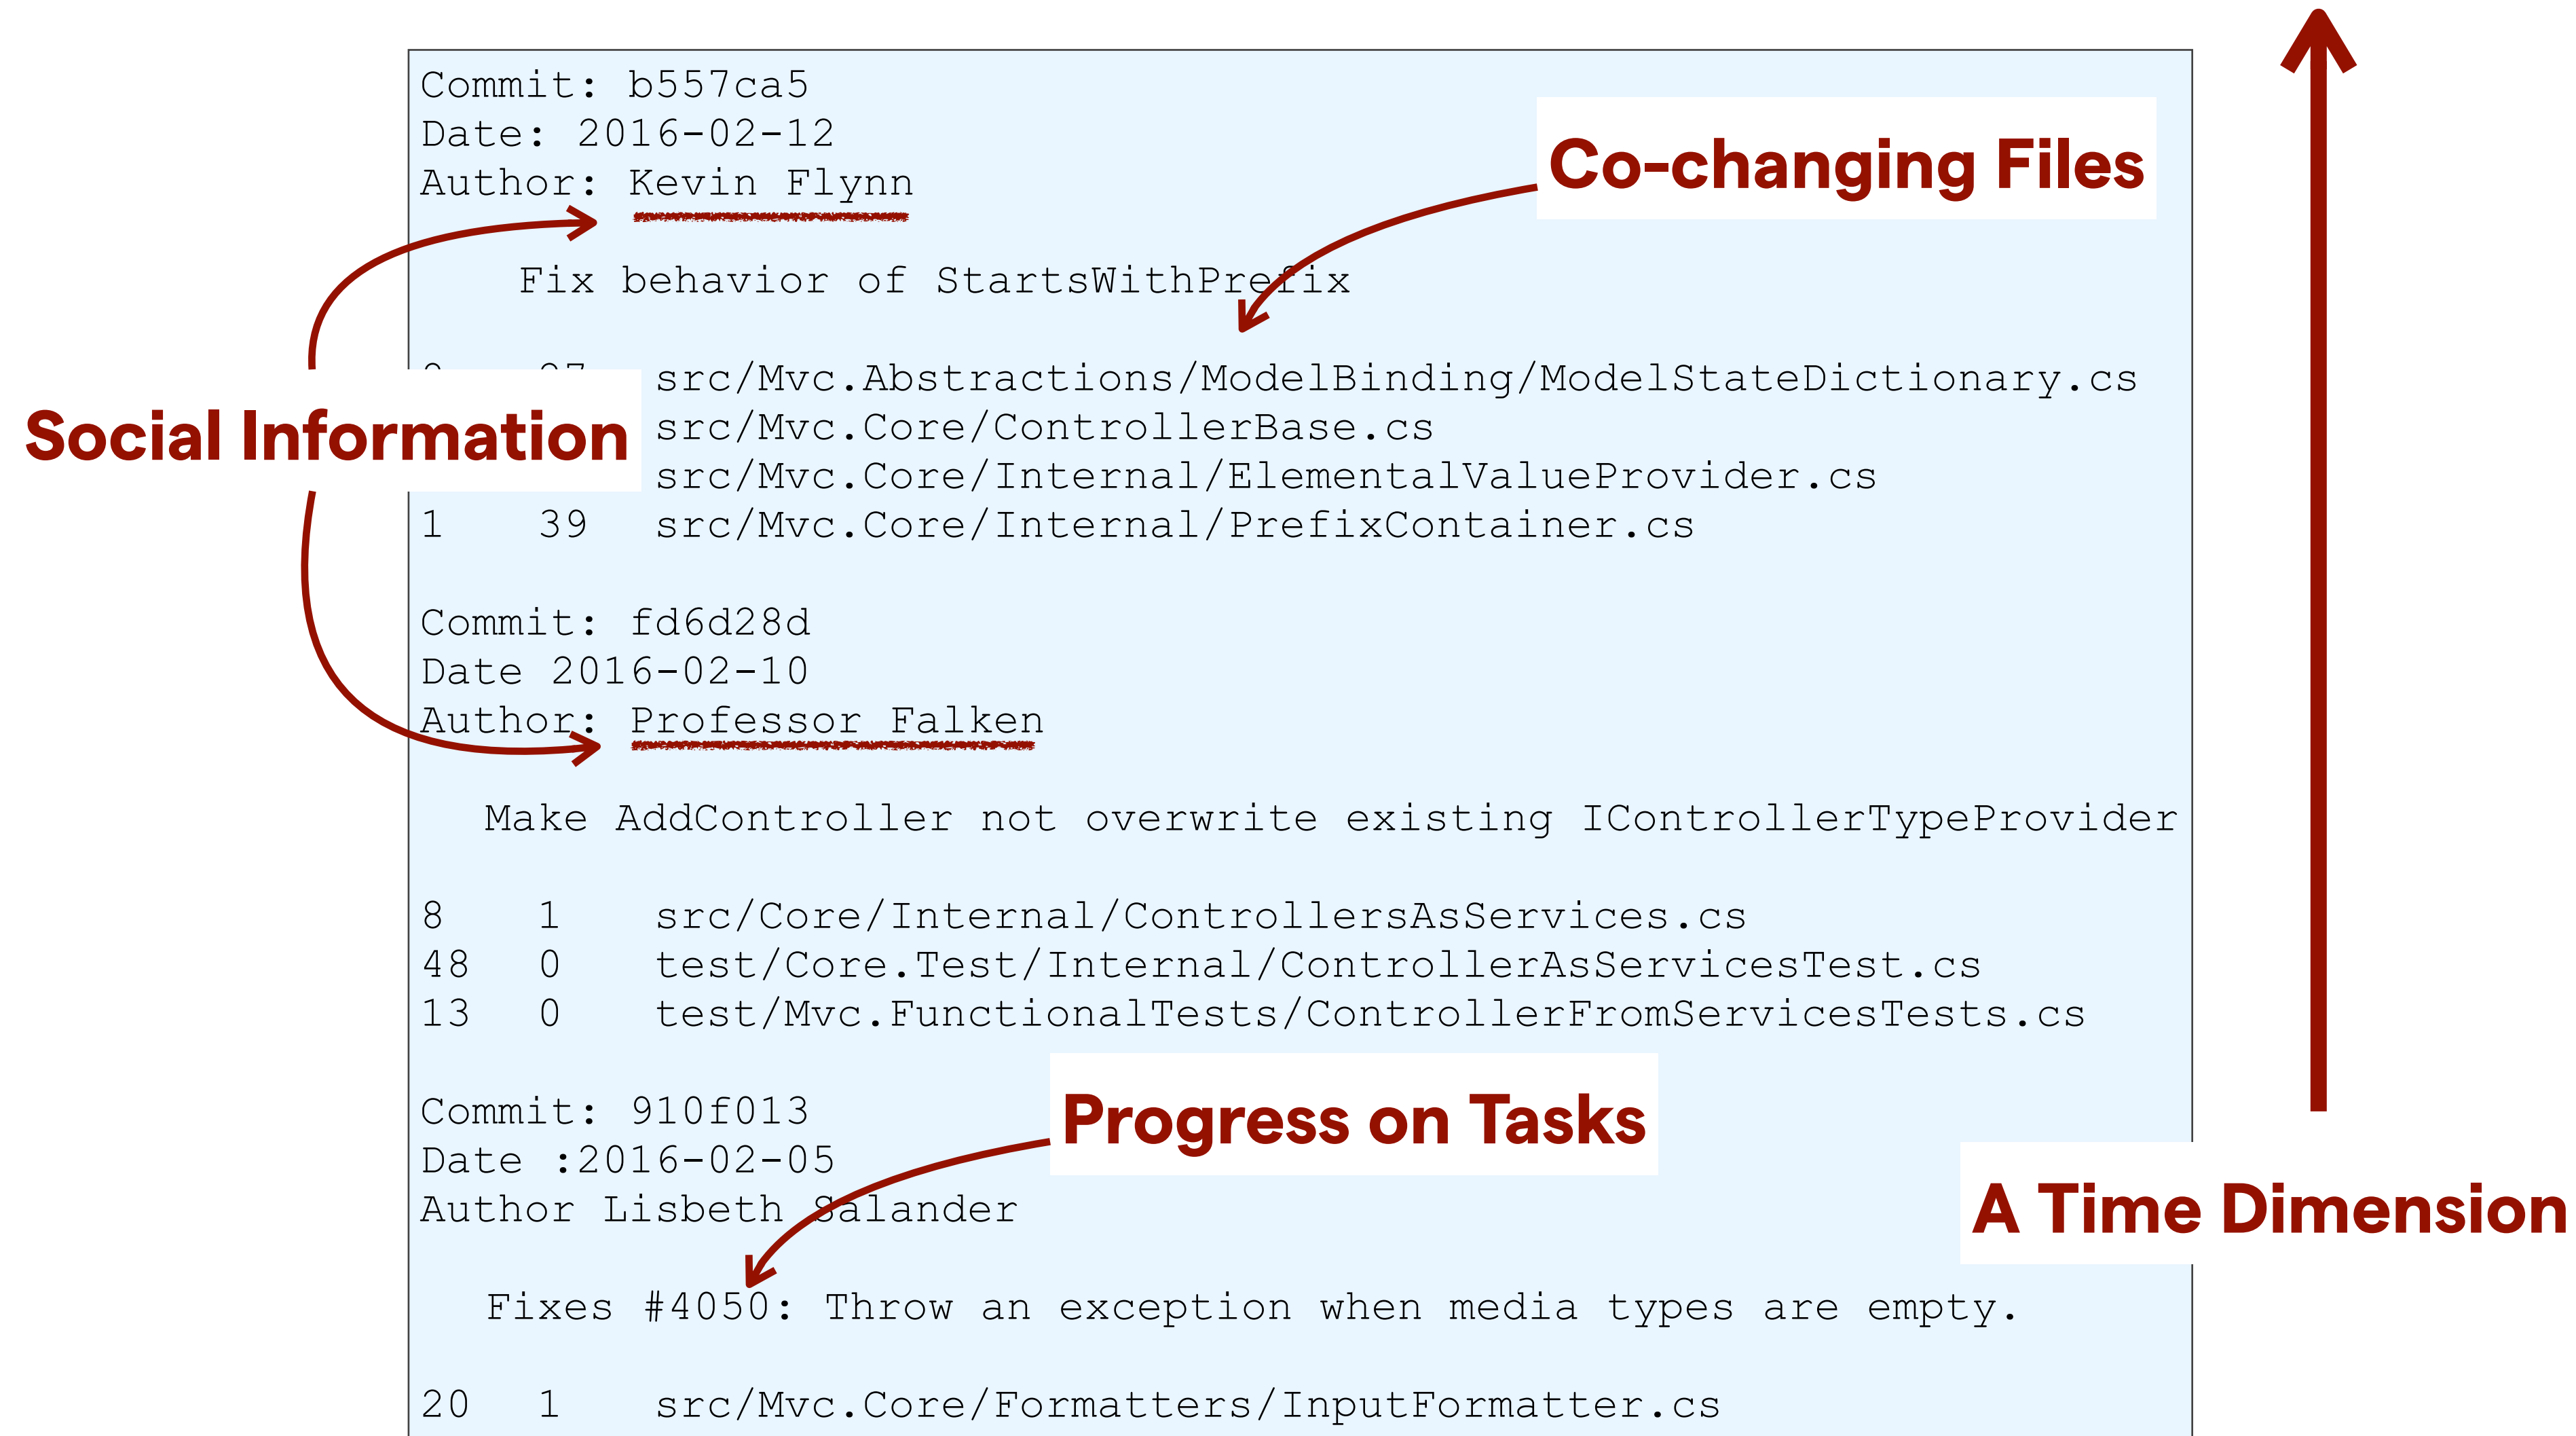 Commit: b557ca5
Date: 2016-02-12
Author: Kevin Flynn
Co-changing Files
Fix behavior of StartsWithPrefix
src/Mvc.Abstractions/ModelBinding/ModelStateDictionary.cs
Social Information
src/Mvc.Core/ControllerBase.cs
src/Mvc.Core/Internal/ElementalValueProvider.cs
1 39 src/Mvc.Core/Internal/PrefixContainer.cs
Commit: fd6d28d
Date 2016-02-10
Author: Professor Falken
Make AddController not overwrite existing IControllerTypeProvider
8 1 src/Core/Internal/ControllersAsServices.cs
48 0 test/Core.Test/Internal/ControllerAsServicesTest.cs
13 0 test/Mvc.FunctionalTests/ControllerFromServicesTests.cs
Commit: 910f013
Progress on Tasks
Date :2016-02-05
Author Lisbeth Salander
A Time Dimension
Fixes #4050: Throw an exception when media types are empty.
20 1 src/Mvc.Core/Formatters/InputFormatter.cs